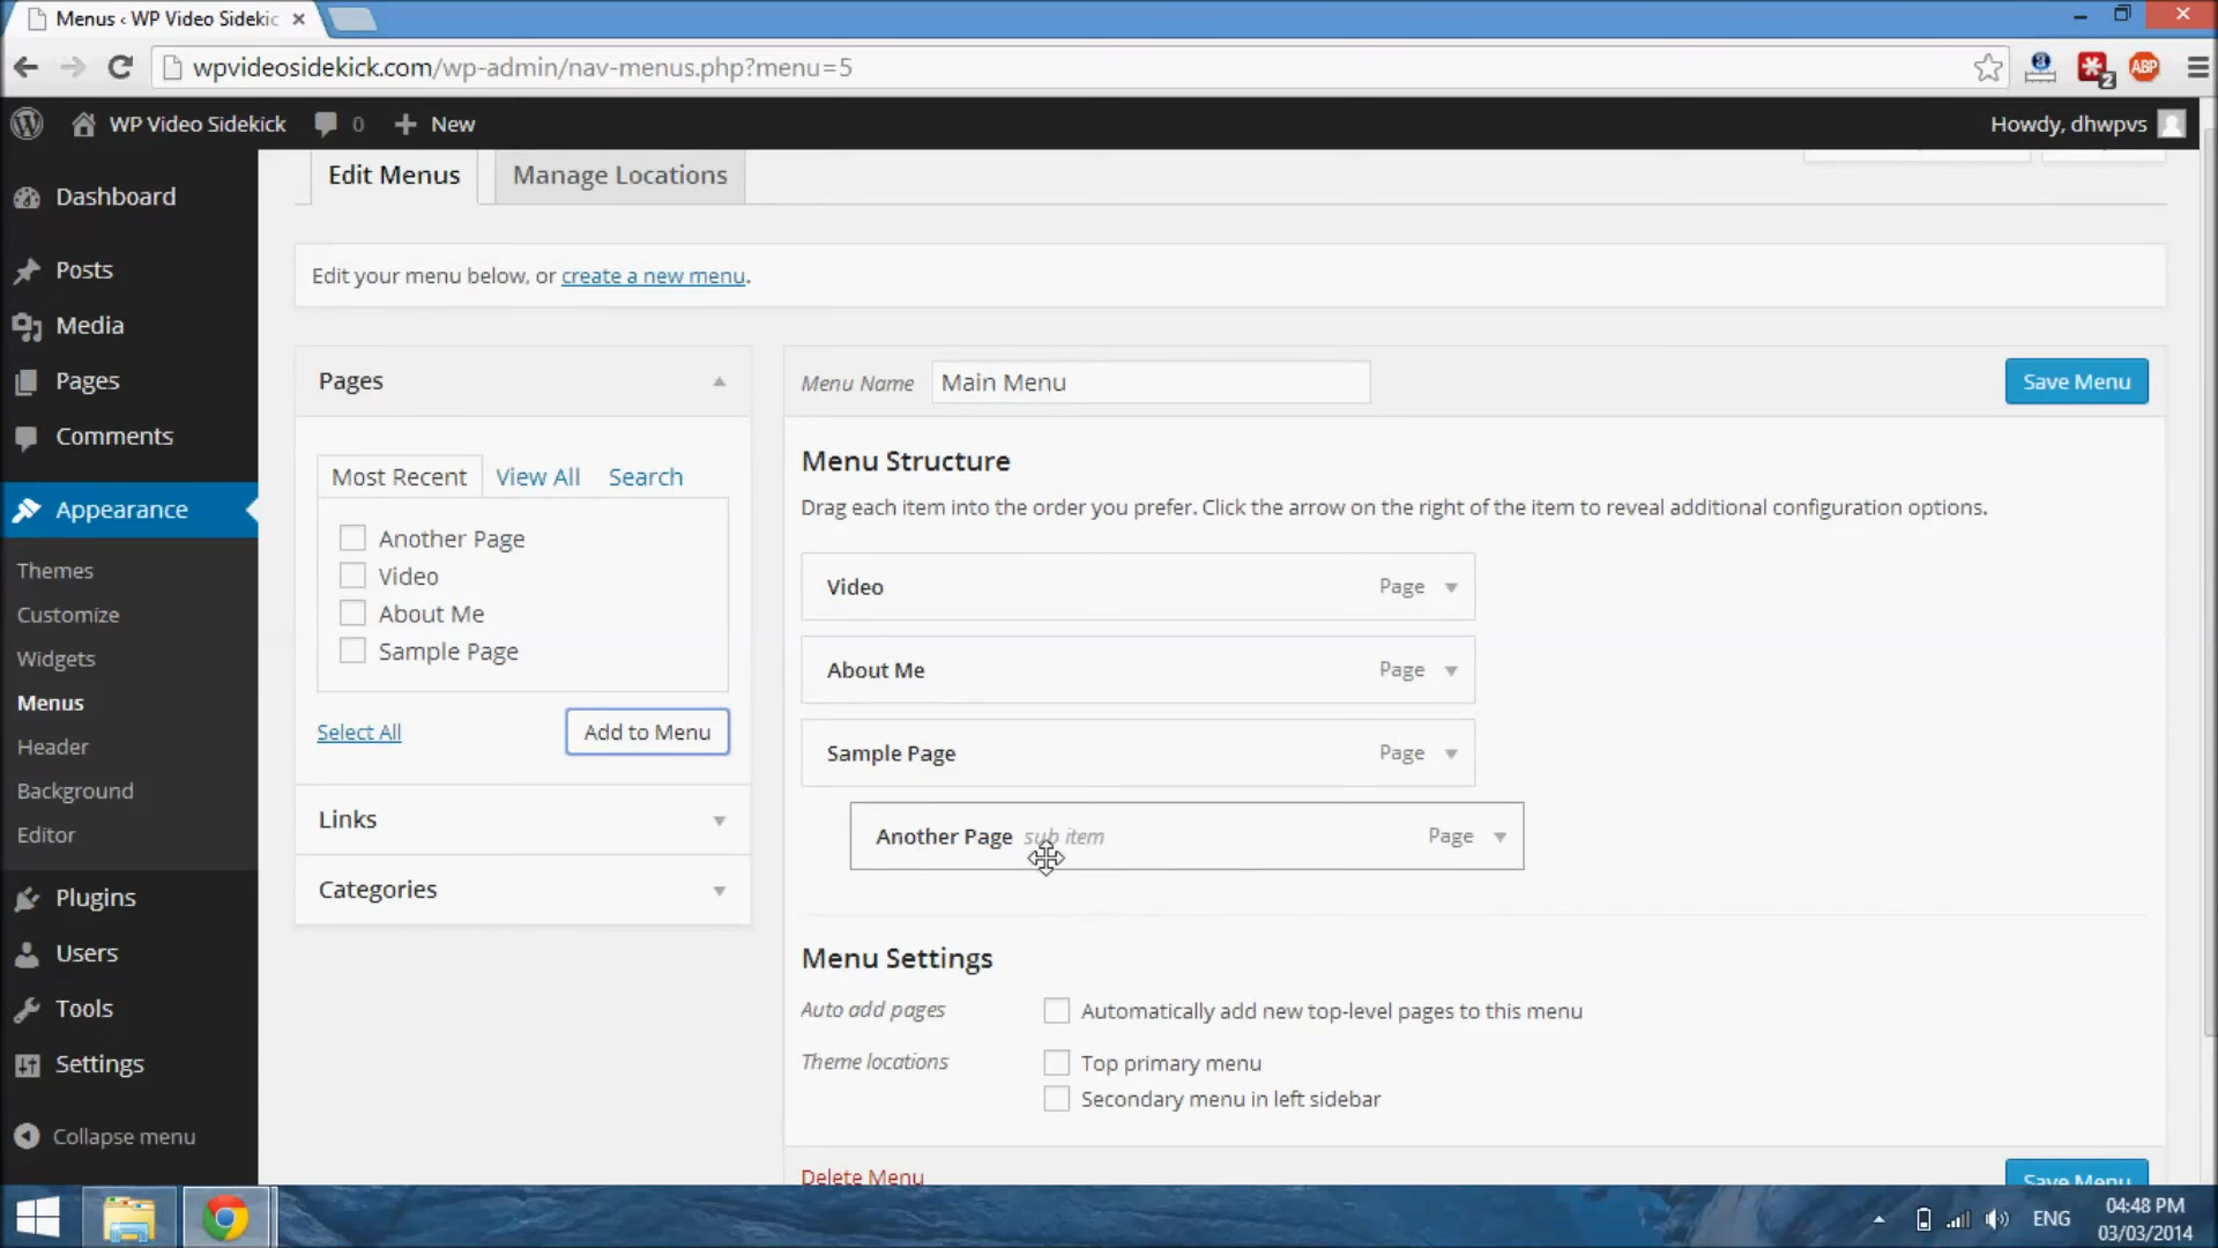 Menus ‹ WP Video Sidekic
wpvideosidekick.com/wp-admin/nav-menus.php?menu=5
2
ABP
WP Video Sidekick 0 + New
Howdy, dhwpvs
Dashboard
Posts
Media
Pages
Comments
Appearance
Themes
Customize
Widgets
Menus
Header
Background
Editor
Plugins
Users
Tools
Settings
Collapse menu
Edit Menus
Manage Locations
Edit your menu below, or create a new menu.
Pages
Most Recent View All Search
Another Page
Video
About Me
Sample Page
Select All
Add to Menu
Links
Categories
Menu Name Main Menu
Save Menu
Menu Structure
Drag each item into the order you prefer. Click the arrow on the right of the item to reveal additional configuration options.
Video Page
About Me Page
Sample Page Page
Another Page sub item Page
Menu Settings
Auto add pages Automatically add new top-level pages to this menu
Theme locations Top primary menu
Secondary menu in left sidebar
Delete Menu
Save Menu
ENG
04:48 PM
03/03/2014